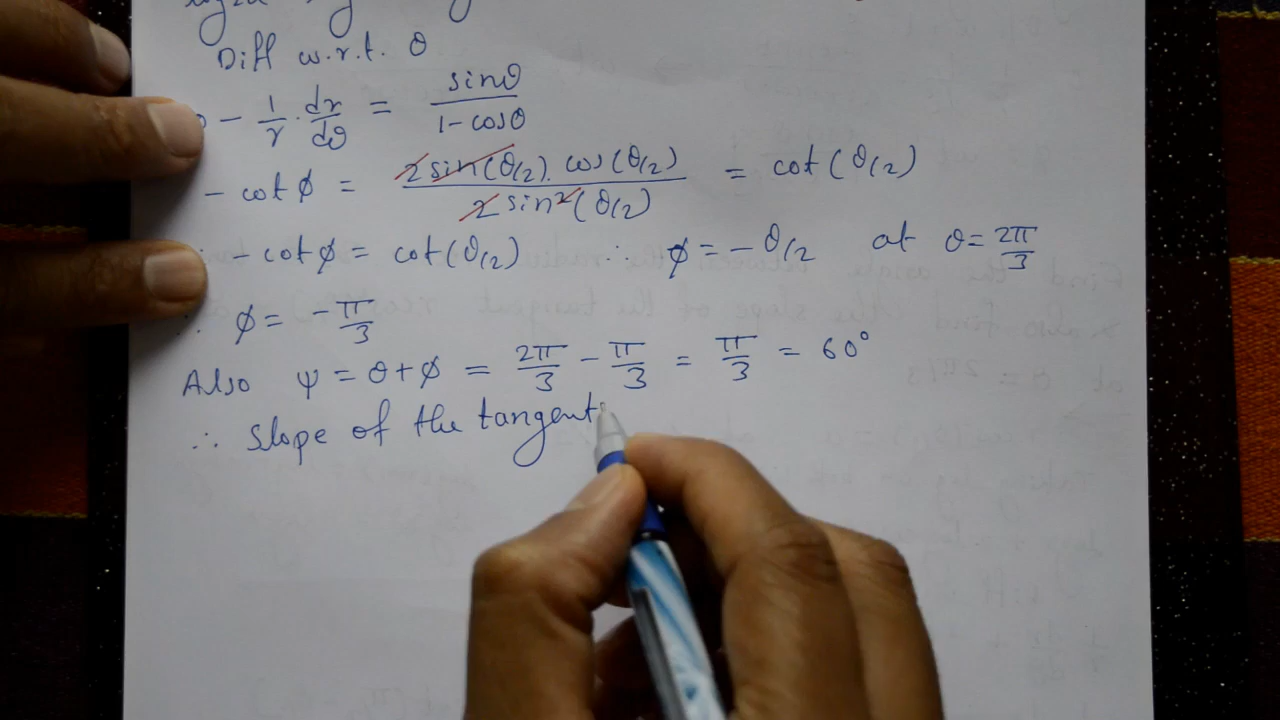 Diff w.r.t. θ
0 - 1/r · dr/dθ = sinθ/(1-cosθ)
- cot ϕ = 2 sin(θ/2). cos(θ/2) / 2 sin²(θ/2) = cot(θ/2)
∴ - cot ϕ = cot(θ/2) ∴ ϕ = - θ/2 at θ = 2π/3
∴ ϕ = - π/3
Also ψ = θ + ϕ = 2π/3 - π/3 = π/3 = 60°
∴ slope of the tangent